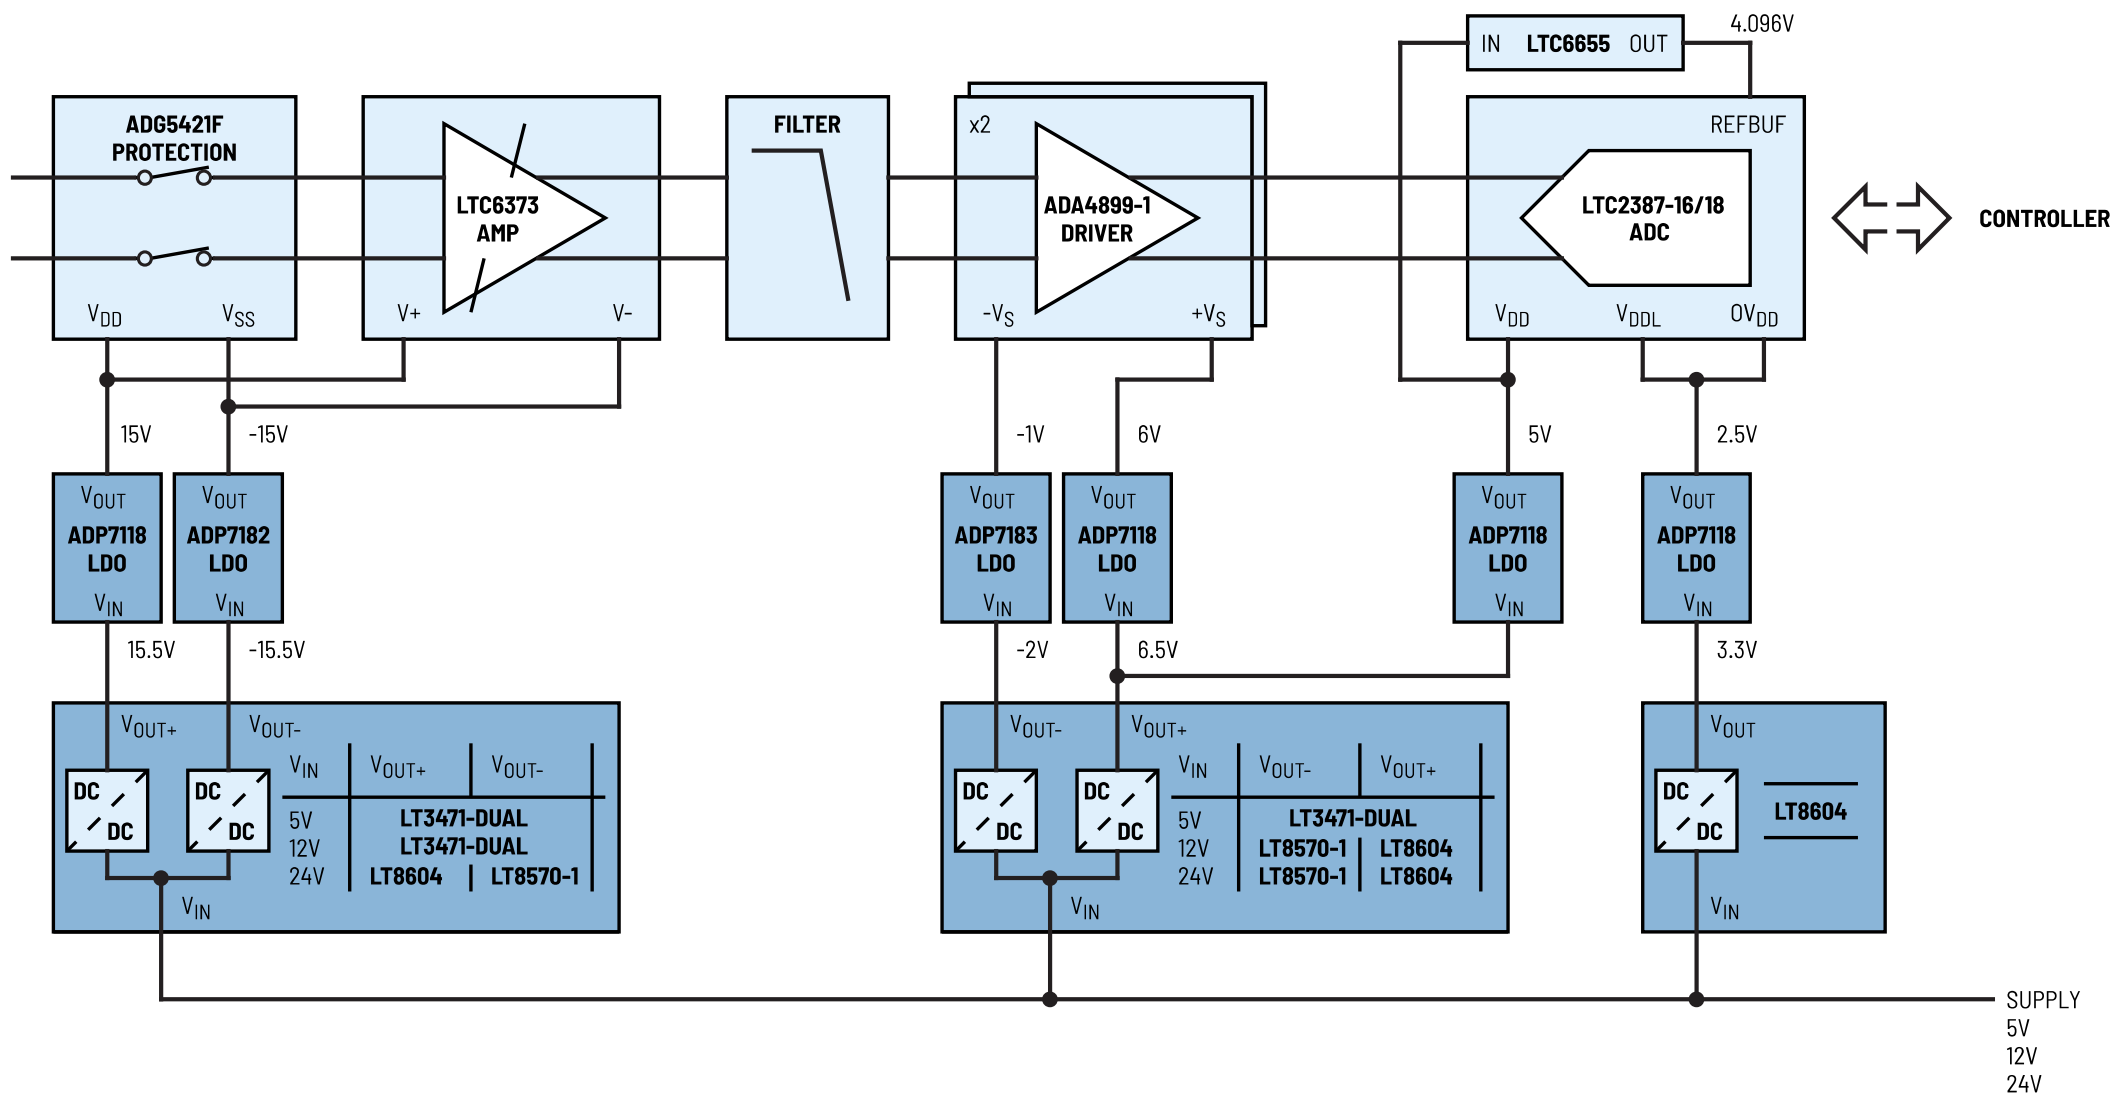 4.096V
IN LTC6655 OUT
ADG5421F
PROTECTION
FILTER
x2
REFBUF
LTC6373
AMP
ADA4899-1
DRIVER
LTC2387-16/18
ADC
CONTROLLER
VDD VSS
V+ V-
-VS +VS
VDD VDDL OVDD
15V -15V -1V 6V 5V 2.5V
VOUT
ADP7118
LDO
VIN
VOUT
ADP7182
LDO
VIN
VOUT
ADP7183
LDO
VIN
VOUT
ADP7118
LDO
VIN
VOUT
ADP7118
LDO
VIN
VOUT
ADP7118
LDO
VIN
15.5V -15.5V -2V 6.5V 3.3V
VOUT+ VOUT-
DC
DC
DC
DC
VIN VOUT+ VOUT-
5V LT3471-DUAL
12V LT3471-DUAL
24V LT8604 LT8570-1
VIN
VOUT- VOUT+
DC
DC
DC
DC
VIN VOUT- VOUT+
5V LT3471-DUAL
12V LT8570-1 LT8604
24V LT8570-1 LT8604
VIN
VOUT
DC
DC
LT8604
VIN
SUPPLY
5V
12V
24V